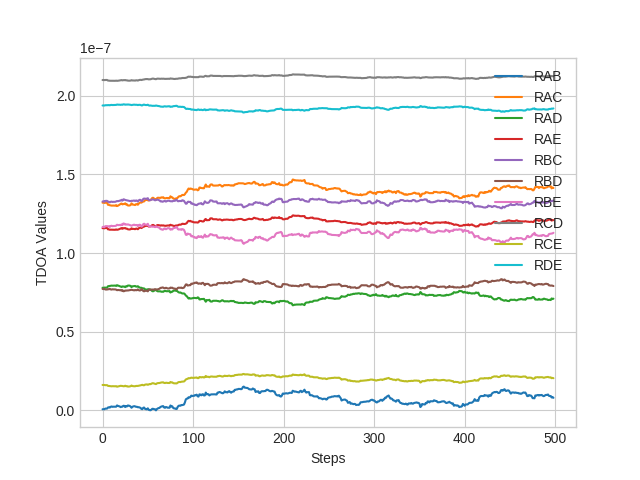 1e−7
2.0
1.5
1.0
0.5
0.0
TDOA Values
0
100
200
300
400
500
Steps
RAB
RAC
RAD
RAE
RBC
RBD
RBE
RCD
RCE
RDE